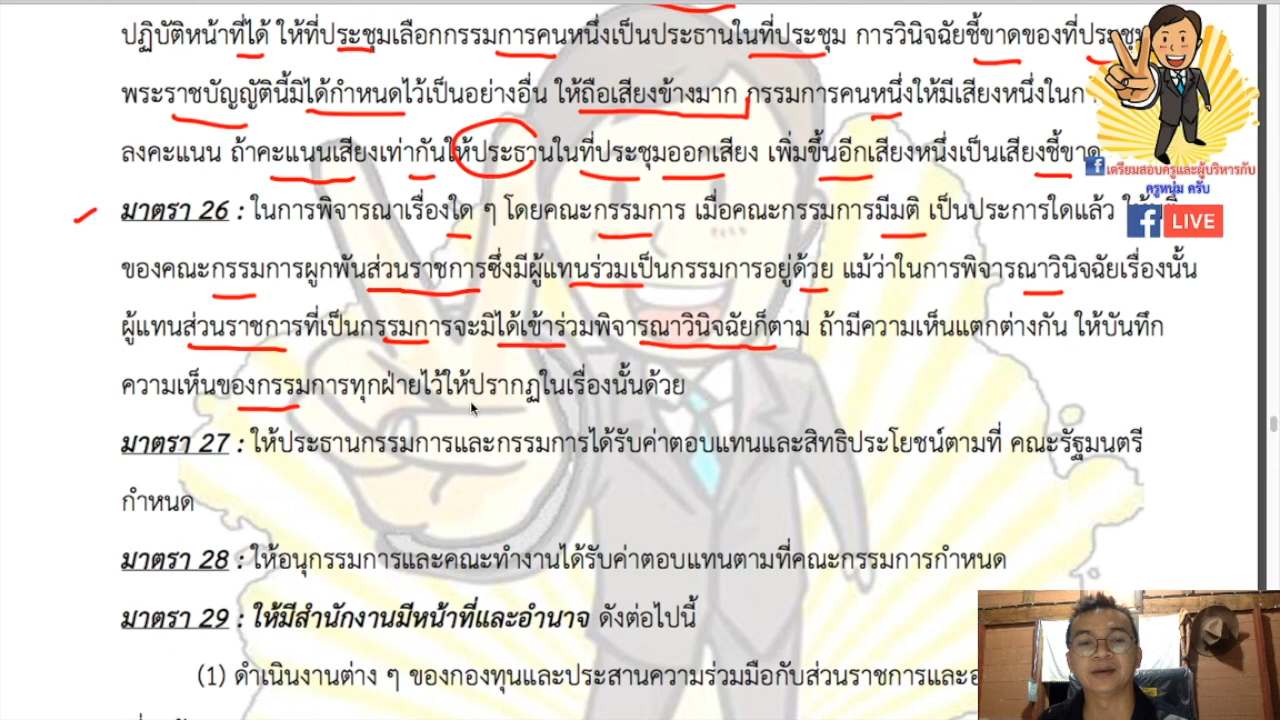 ปฏิบัติหน้าที่ได้ ให้ที่ประชุมเลือกกรรมการคนหนึ่งเป็นประธานในที่ประชุม การวินิจฉัยชี้ขาดของที่ประชุม
พระราชบัญญัตินี้มิได้กำหนดไว้เป็นอย่างอื่น ให้ถือเสียงข้างมาก กรรมการคนหนึ่งให้มีเสียงหนึ่งในก
ลงคะแนน ถ้าคะแนนเสียงเท่ากันให้ประธานในที่ประชุมออกเสียง เพิ่มขึ้นอีกเสียงหนึ่งเป็นเสียงชี้ขาด
เตรียมสอบครูและผู้บริหารกับ
ครูหนุ่ม ครับ
LIVE
มาตรา 26 : ในการพิจารณาเรื่องใด ๆ โดยคณะกรรมการ เมื่อคณะกรรมการมีมติ เป็นประการใดแล้ว
ของคณะกรรมการผูกพันส่วนราชการซึ่งมีผู้แทนร่วมเป็นกรรมการอยู่ด้วย แม้ว่าในการพิจารณาวินิจฉัยเรื่องนั้น
ผู้แทนส่วนราชการที่เป็นกรรมการจะมิได้เข้าร่วมพิจารณาวินิจฉัยก็ตาม ถ้ามีความเห็นแตกต่างกัน ให้บันทึก
ความเห็นของกรรมการทุกฝ่ายไว้ให้ปรากฏในเรื่องนั้นด้วย
มาตรา 27 : ให้ประธานกรรมการและกรรมการได้รับค่าตอบแทนและสิทธิประโยชน์ตามที่ คณะรัฐมนตรี
กำหนด
มาตรา 28 : ให้อนุกรรมการและคณะทำงานได้รับค่าตอบแทนตามที่คณะกรรมการกำหนด
มาตรา 29 : ให้มีสำนักงานมีหน้าที่และอำนาจ ดังต่อไปนี้
(1) ดำเนินงานต่าง ๆ ของกองทุนและประสานความร่วมมือกับส่วนราชการและ